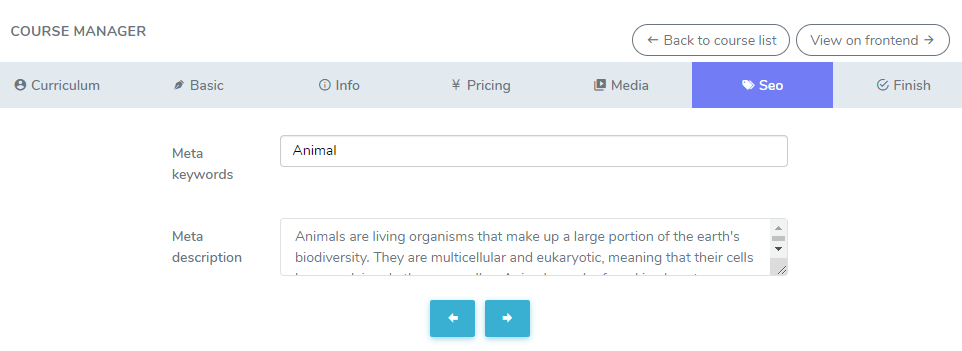 COURSE MANAGER
← Back to course list
View on frontend →
Curriculum
Basic
Info
¥ Pricing
Media
Seo
Finish
Meta
keywords
Animal
Meta
description
Animals are living organisms that make up a large portion of the earth's
biodiversity. They are multicellular and eukaryotic, meaning that their cells